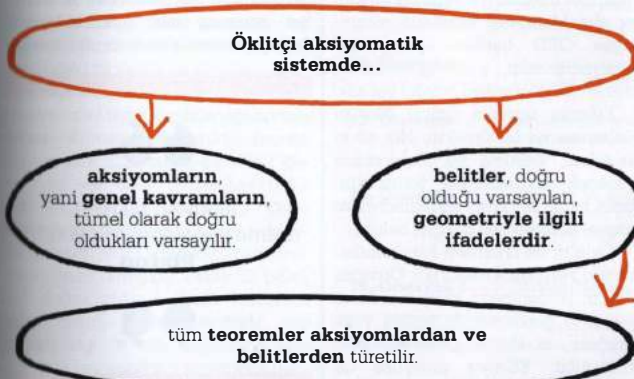 Öklitçi aksiyomatik
sistemde...
aksiyomların,
yani genel kavramların,
tümel olarak doğru
oldukları varsayılır.
belitler, doğru
olduğu varsayılan,
geometriyle ilgili
ifadelerdir.
tüm teoremler aksiyomlardan ve
belitlerden türetilir.